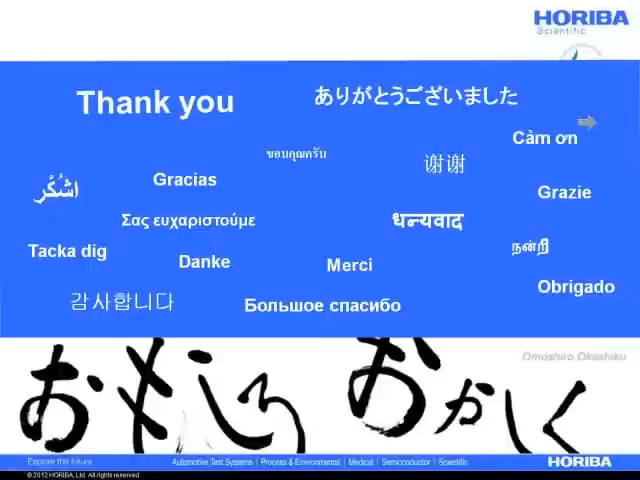 HORIBA
Scientific
Thank you
ありがとうございました
Cảm ơn
ขอบคุณครับ
谢谢
Gracias
اشْكُر
Grazie
Σας ευχαριστούμε
धन्यवाद
நன்றி
Tacka dig
Danke
Merci
Obrigado
감사합니다
Большое спасибо
おもしろ おかしく
Omoshiro Okashiku
Explore the future
Automotive Test Systems | Process & Environmental | Medical | Semiconductor | Scientific
HORIBA
© 2012 HORIBA, Ltd. All rights reserved